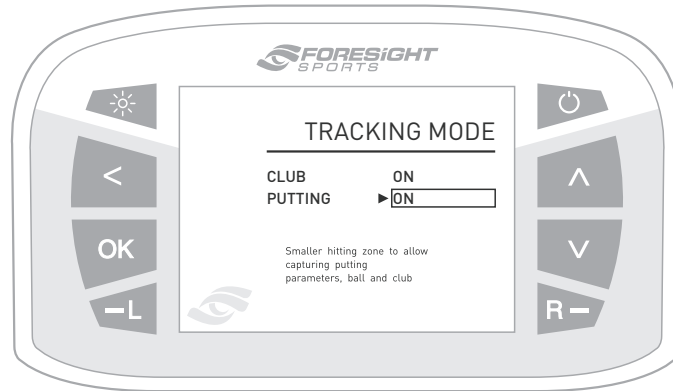 FORESiGHT
SPORTS
TRACKING MODE
CLUB ON
PUTTING ▶ ON
Smaller hitting zone to allow
capturing putting
parameters, ball and club
<
OK
–L
R–